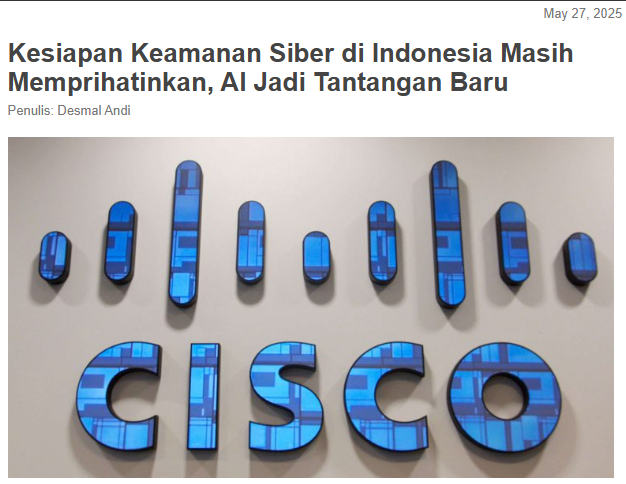 May 27, 2025
Kesiapan Keamanan Siber di Indonesia Masih
Memprihatinkan, AI Jadi Tantangan Baru
Penulis: Desmal Andi
CISCO